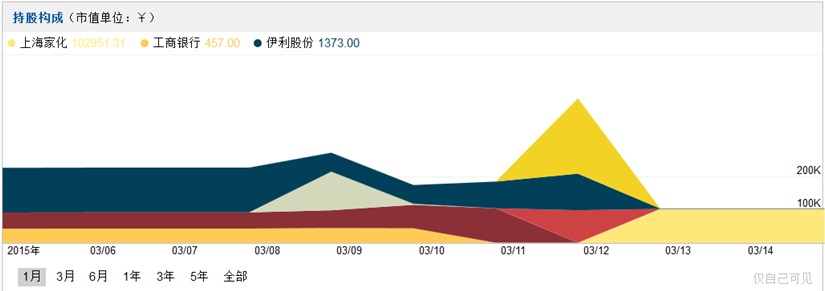 持股构成（市值单位：￥）
上海家化 102951.31 工商银行 457.00 伊利股份 1373.00
200K
100K
2015年 03/06 03/07 03/08 03/09 03/10 03/11 03/12 03/13 03/14
1月 3月 6月 1年 3年 5年 全部
仅自己可见